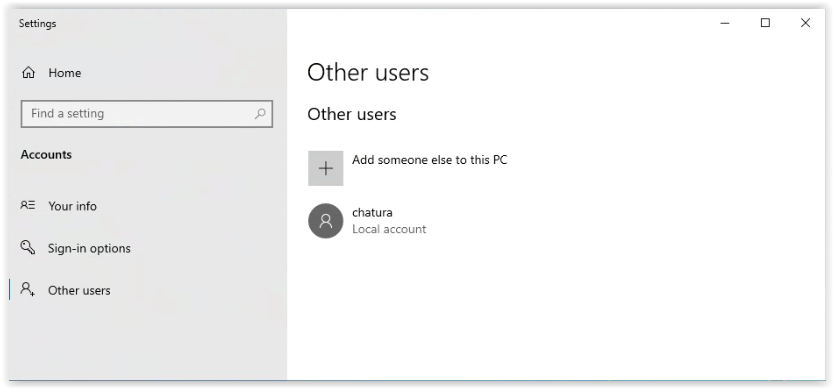 Settings
Home
Find a setting
Accounts
Your info
Sign-in options
Other users
Other users
Other users
Add someone else to this PC
chatura
Local account